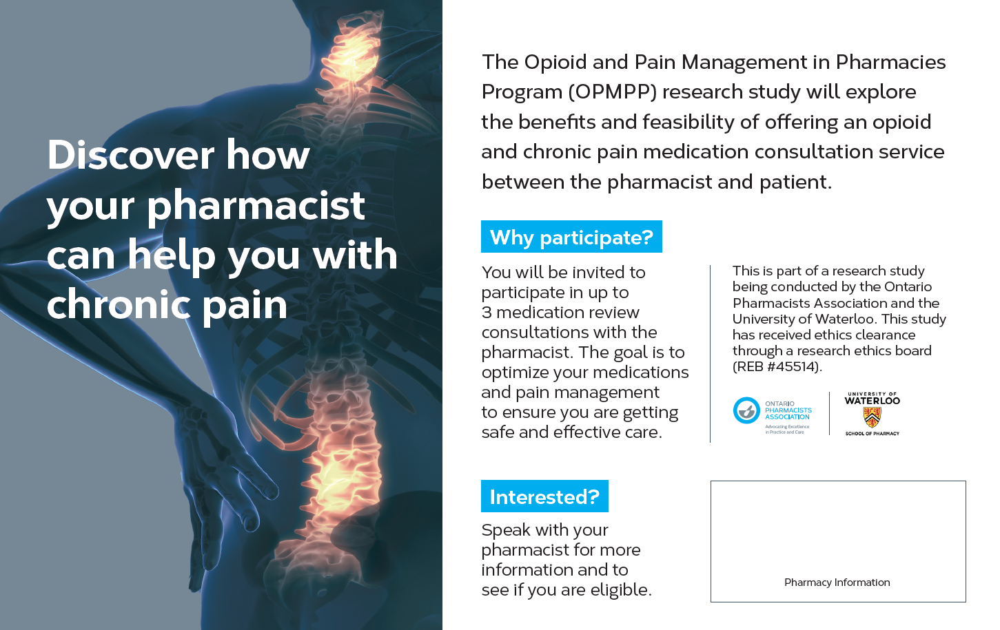 Discover how
your pharmacist
can help you with
chronic pain
The Opioid and Pain Management in Pharmacies
Program (OPMPP) research study will explore
the benefits and feasibility of offering an opioid
and chronic pain medication consultation service
between the pharmacist and patient.
Why participate?
You will be invited to
participate in up to
3 medication review
consultations with the
pharmacist. The goal is to
optimize your medications
and pain management
to ensure you are getting
safe and effective care.
This is part of a research study
being conducted by the Ontario
Pharmacists Association and the
University of Waterloo. This study
has received ethics clearance
through a research ethics board
(REB #45514).
ONTARIO
PHARMACISTS
ASSOCIATION
Advocating Excellence
in Practice and Care
UNIVERSITY OF
WATERLOO
SCHOOL OF PHARMACY
Interested?
Speak with your
pharmacist for more
information and to
see if you are eligible.
Pharmacy Information